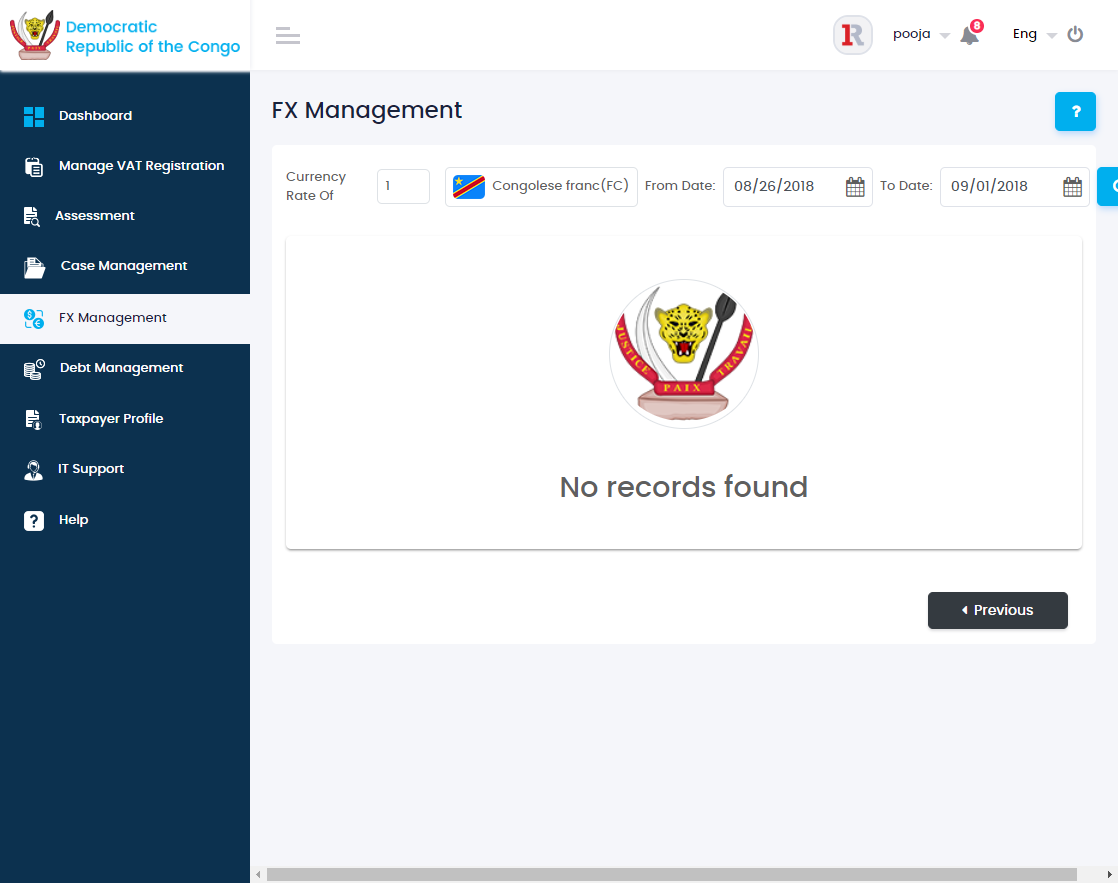 Democratic
Republic of the Congo
pooja
8
Eng
Dashboard
Manage VAT Registration
Assessment
Case Management
FX Management
Debt Management
Taxpayer Profile
IT Support
? Help
FX Management
?
Currency
Rate Of
1
Congolese franc(FC)
From Date:
08/26/2018
To Date:
09/01/2018
JUSTICE PAIX TRAVAIL
No records found
Previous